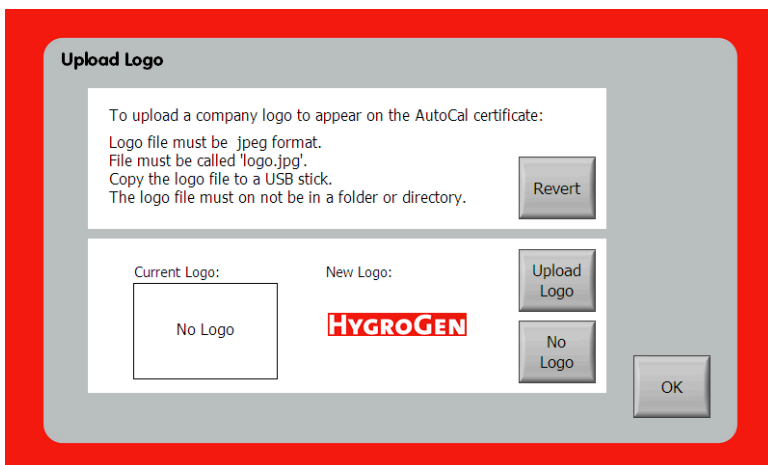 Upload Logo
To upload a company logo to appear on the AutoCal certificate:
Logo file must be jpeg format.
File must be called 'logo.jpg'.
Copy the logo file to a USB stick.
The logo file must on not be in a folder or directory.
Revert
Current Logo:
New Logo:
Upload
Logo
No Logo
HYGROGEN
No
Logo
OK